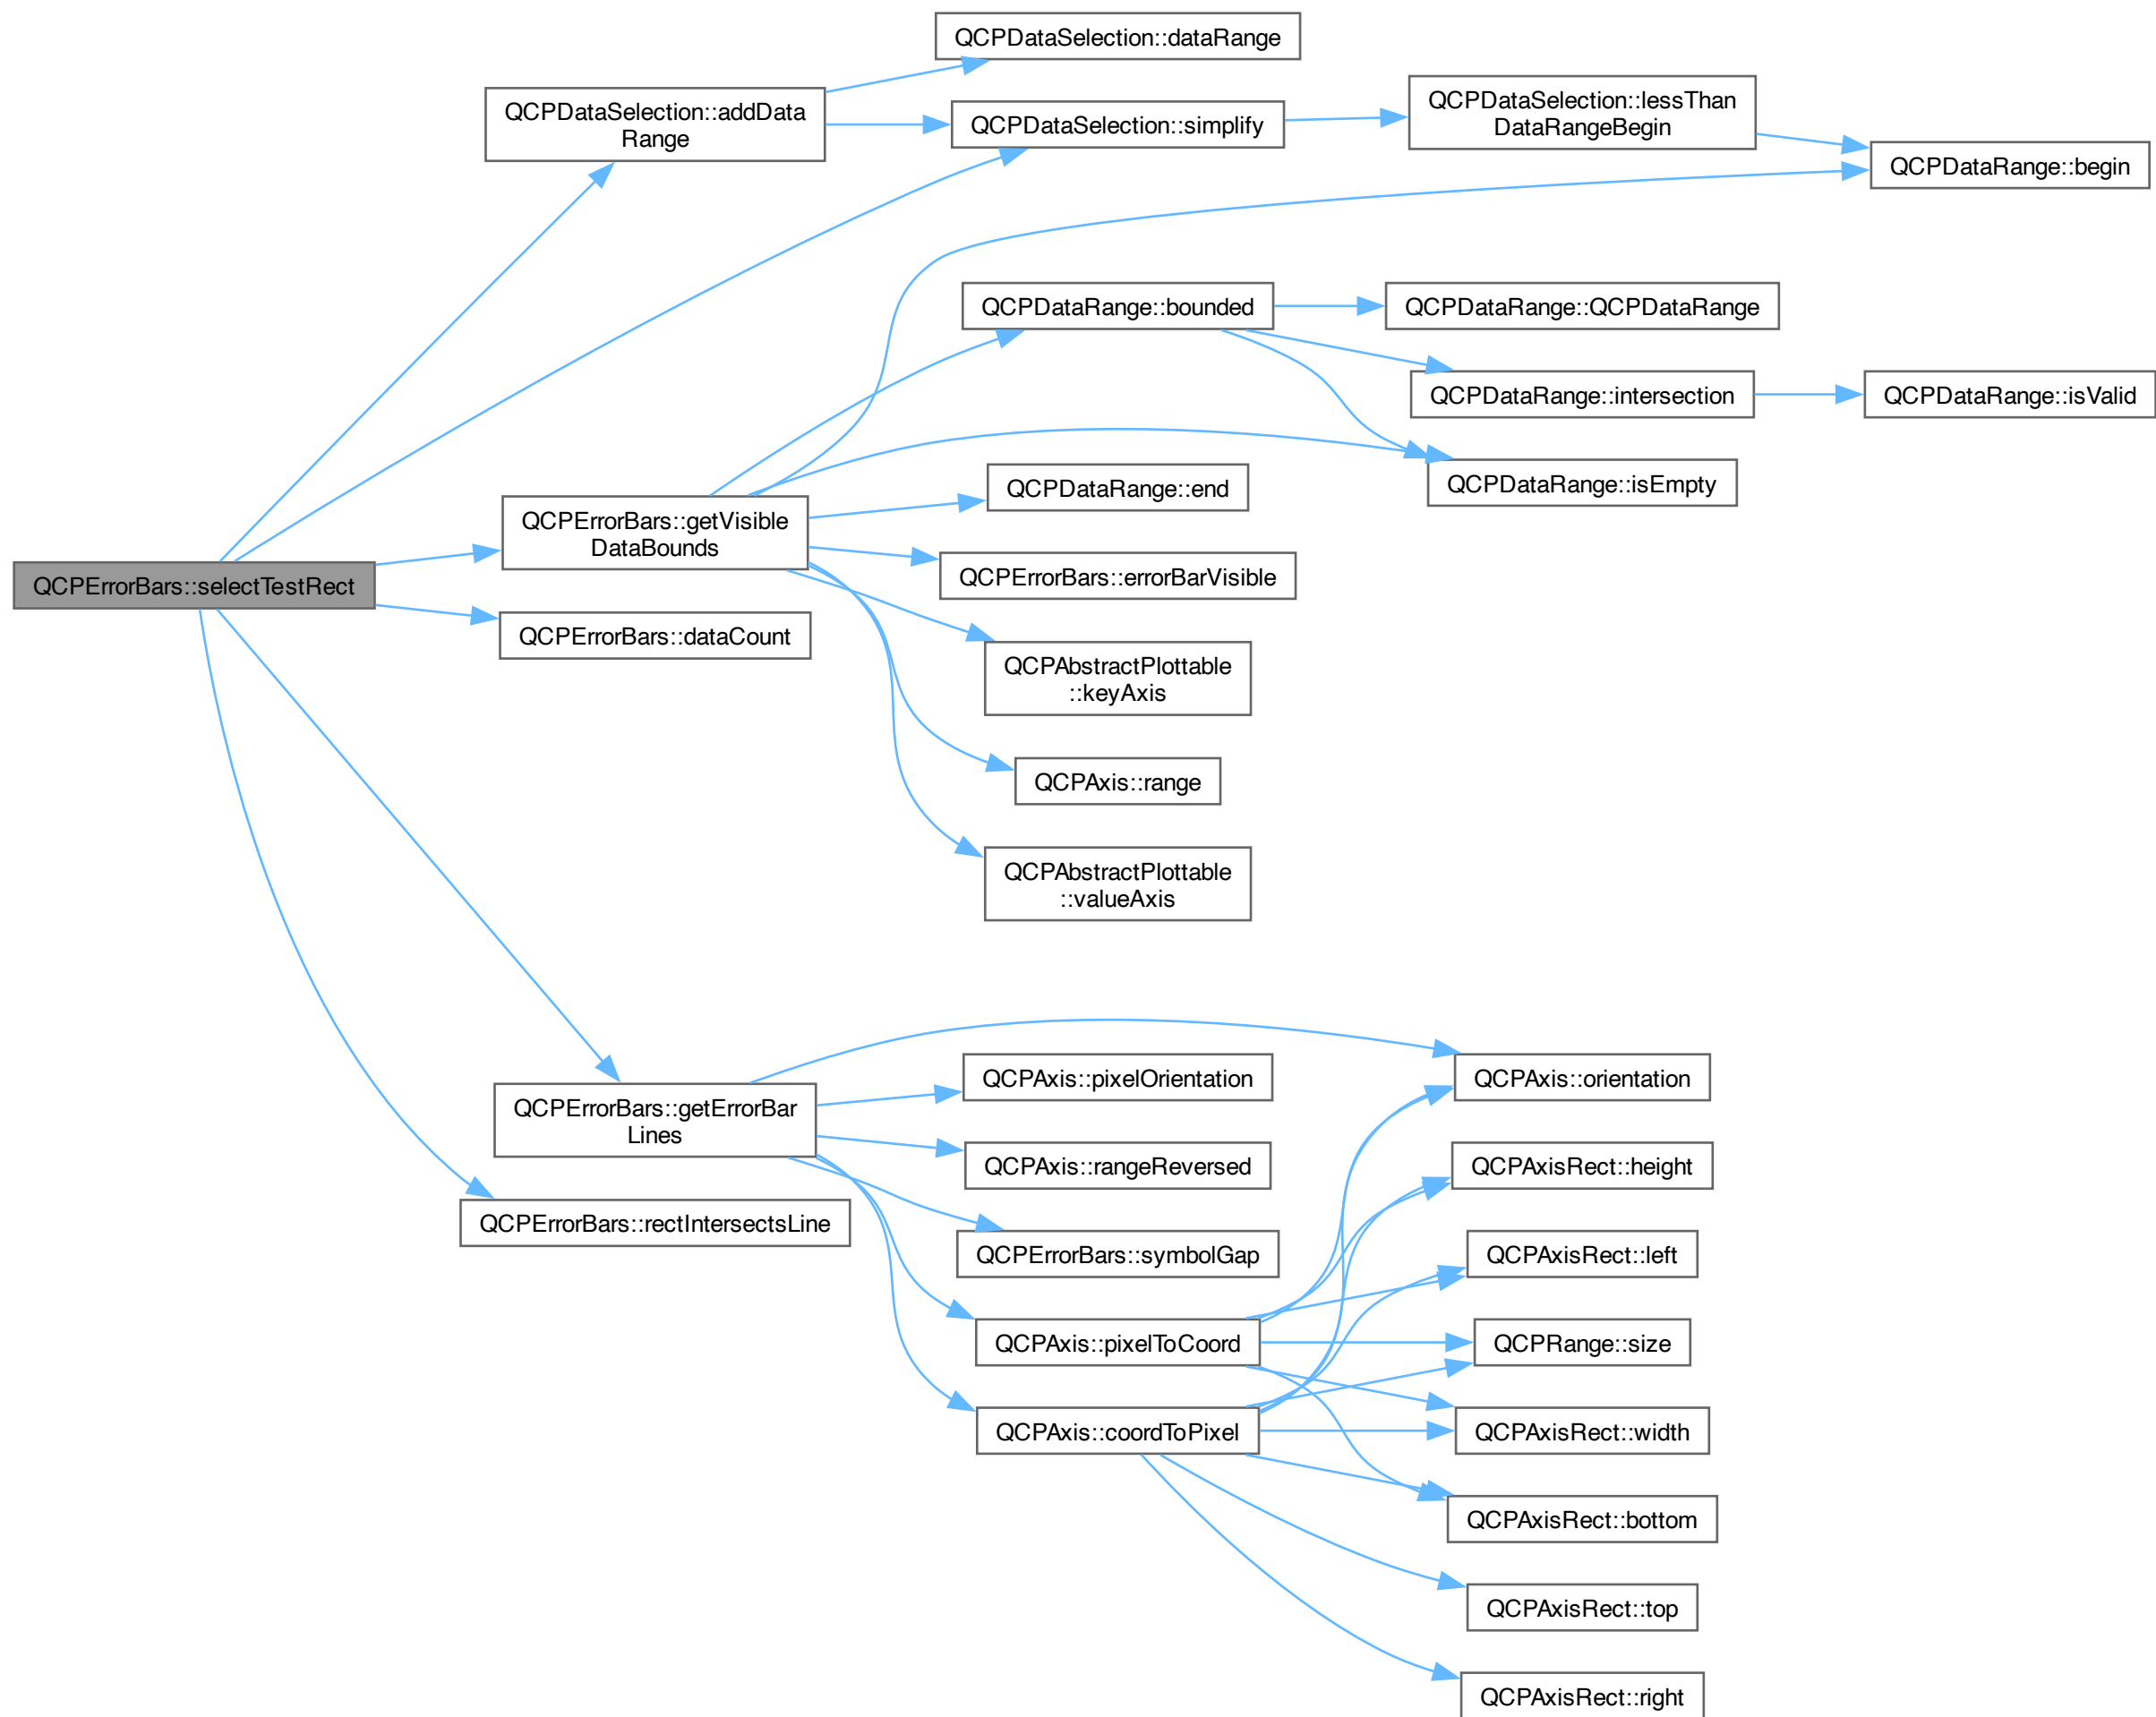 QCPErrorBars::selectTestRect
QCPDataSelection::addData
Range
QCPDataSelection::dataRange
QCPDataSelection::simplify
QCPDataSelection::lessThan
DataRangeBegin
QCPDataRange::begin
QCPErrorBars::getVisible
DataBounds
QCPDataRange::bounded
QCPDataRange::QCPDataRange
QCPDataRange::intersection
QCPDataRange::isValid
QCPDataRange::isEmpty
QCPDataRange::end
QCPErrorBars::errorBarVisible
QCPAbstractPlottable
::keyAxis
QCPAxis::range
QCPAbstractPlottable
::valueAxis
QCPErrorBars::dataCount
QCPErrorBars::getErrorBar
Lines
QCPErrorBars::rectIntersectsLine
QCPAxis::pixelOrientation
QCPAxis::rangeReversed
QCPErrorBars::symbolGap
QCPAxis::pixelToCoord
QCPAxis::coordToPixel
QCPAxis::orientation
QCPAxisRect::height
QCPAxisRect::left
QCPRange::size
QCPAxisRect::width
QCPAxisRect::bottom
QCPAxisRect::top
QCPAxisRect::right